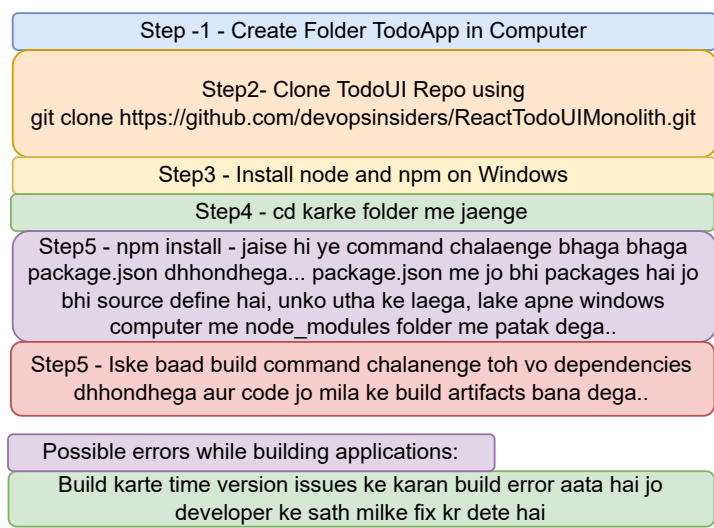 Step -1 - Create Folder TodoApp in Computer
Step2- Clone TodoUI Repo using
git clone https://github.com/devopsinsiders/ReactTodoUIMonolith.git
Step3 - Install node and npm on Windows
Step4 - cd karke folder me jaenge
Step5 - npm install - jaise hi ye command chalaenge bhaga bhaga
package.json dhhondhega... package.json me jo bhi packages hai jo
bhi source define hai, unko utha ke laega, lake apne windows
computer me node_modules folder me patak dega..
Step5 - Iske baad build command chalanenge toh vo dependencies
dhhondhega aur code jo mila ke build artifacts bana dega..
Possible errors while building applications:
Build karte time version issues ke karan build error aata hai jo
developer ke sath milke fix kr dete hai